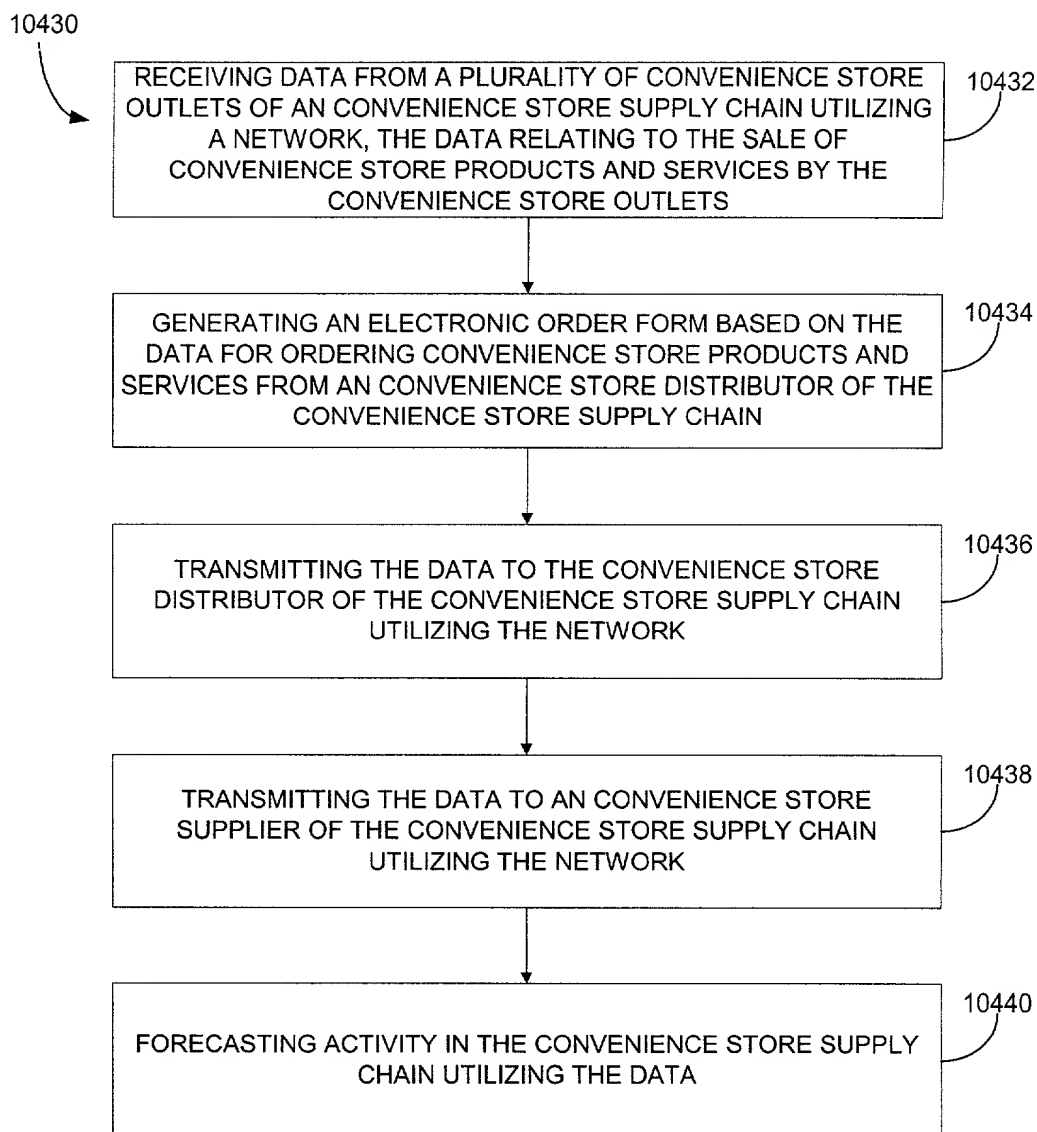 10430
RECEIVING DATA FROM A PLURALITY OF CONVENIENCE STORE
OUTLETS OF AN CONVENIENCE STORE SUPPLY CHAIN UTILIZING
A NETWORK, THE DATA RELATING TO THE SALE OF
CONVENIENCE STORE PRODUCTS AND SERVICES BY THE
CONVENIENCE STORE OUTLETS
10432
GENERATING AN ELECTRONIC ORDER FORM BASED ON THE
DATA FOR ORDERING CONVENIENCE STORE PRODUCTS AND
SERVICES FROM AN CONVENIENCE STORE DISTRIBUTOR OF THE
CONVENIENCE STORE SUPPLY CHAIN
10434
TRANSMITTING THE DATA TO THE CONVENIENCE STORE
DISTRIBUTOR OF THE CONVENIENCE STORE SUPPLY CHAIN
UTILIZING THE NETWORK
10436
TRANSMITTING THE DATA TO AN CONVENIENCE STORE
SUPPLIER OF THE CONVENIENCE STORE SUPPLY CHAIN
UTILIZING THE NETWORK
10438
FORECASTING ACTIVITY IN THE CONVENIENCE STORE SUPPLY
CHAIN UTILIZING THE DATA
10440